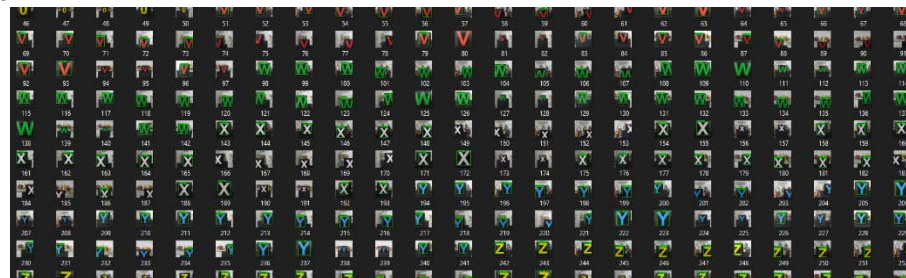 46 47 48 49 50 51 52 53 54 55 56 57 58 59 60 61 62 63 64 65 66 67 68
V V V V V V V V V V V V V V V V V V V V V V V
69 70 71 72 73 74 75 76 77 78 79 80 81 82 83 84 85 86 87 88 89 90 91
V V V V V V W W W W W W W W W W W W W W W W W
92 93 94 95 96 97 98 99 100 101 102 103 104 105 106 107 108 109 110 111 112 113
W W W W W W W W W W W W W W W W W W W W W W W
115 116 117 118 119 120 121 122 123 124 125 126 127 128 129 130 131 132 133 134 135 136
W W W W W X X X X X X X X X X X X X X X X X X
138 139 140 141 142 143 144 145 146 147 148 149 150 151 152 153 154 155 156 157 158 159
X X X X X X X X X X X X X X X X X X X X X X X
161 162 163 164 165 166 167 168 169 170 171 172 173 174 175 176 177 178 179 180 181 182
X X X X X X X X X X Y Y Y Y Y Y Y Y Y Y Y Y Y
184 185 186 187 188 189 190 191 192 193 194 195 196 197 198 199 200 201 202 203 204 205
Y Y Y Y Y Y Y Y Y Y Y Y Y Y Y Y Y Y Y Y Y Y Y
207 208 209 210 211 212 213 214 215 216 217 218 219 220 221 222 223 224 225 226 227 228
Y Y Y Y Y Y Y Y Y Y Y Y Z Z Z Z Z Z Z Z Z Z Z
230 231 232 233 234 235 236 237 238 239 240 241 242 243 244 245 246 247 248 249 250 251